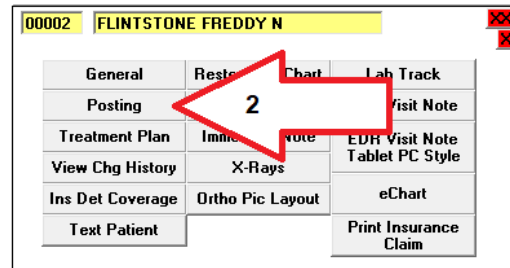 00002 FLINTSTONE FREDDY N
XX
X
General Chart Lab Track
Posting 2 Visit Note
Treatment Plan Note EDR Visit Note
Tablet PC Style
View Chg History X-Rays
Ins Det Coverage Ortho Pic Layout eChart
Text Patient Print Insurance
Claim